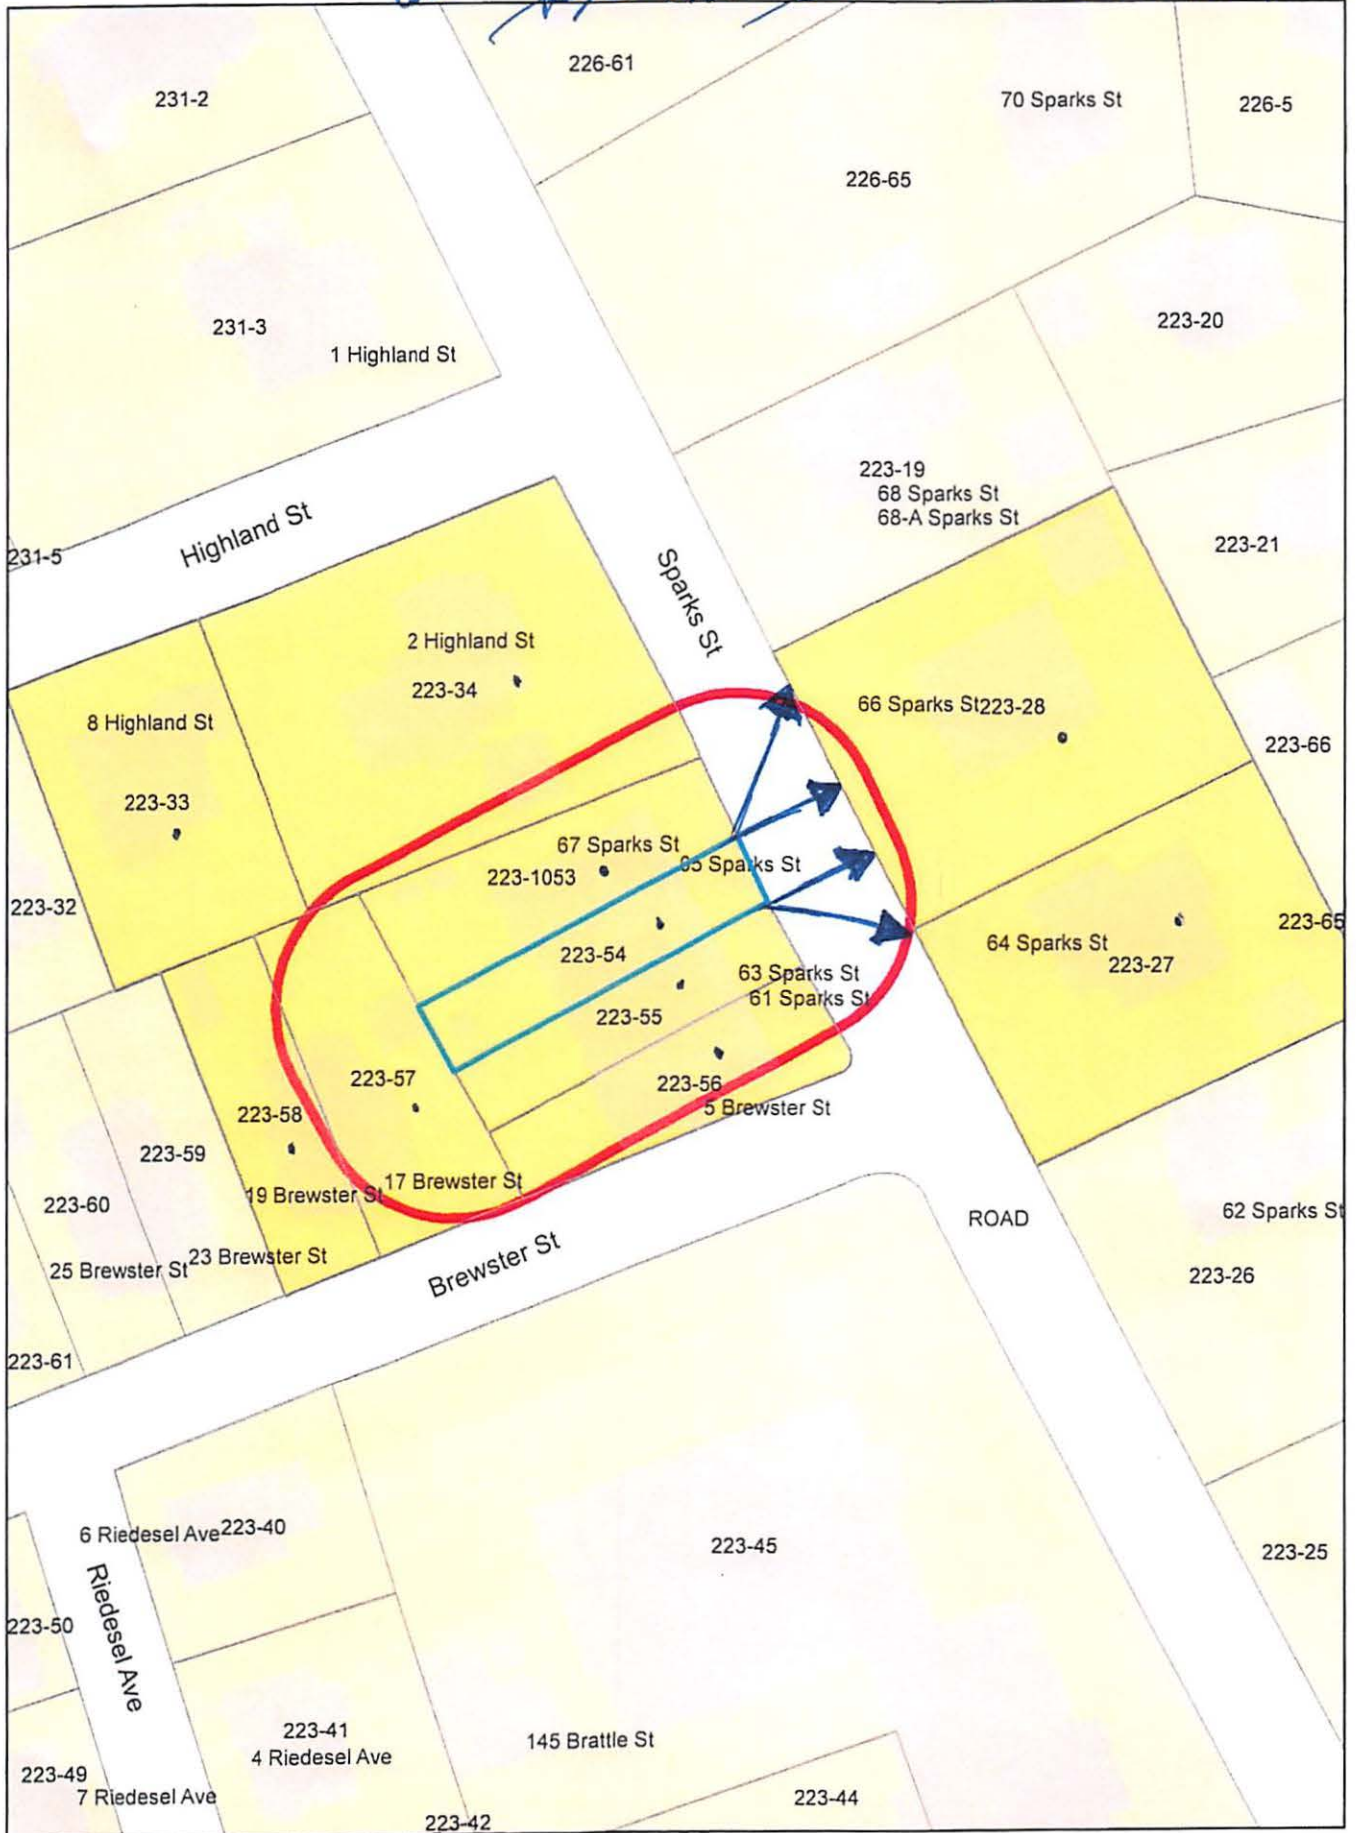 226-61
231-2
70 Sparks St
226-5
226-65
231-3
1 Highland St
223-20
223-19
68 Sparks St
68-A Sparks St
Highland St
231-5
Sparks St
223-21
2 Highland St
223-34
8 Highland St
66 Sparks St
223-28
223-66
223-33
67 Sparks St
65 Sparks St
223-1053
223-32
223-65
223-54
64 Sparks St
223-27
63 Sparks St
61 Sparks St
223-55
223-57
223-56
5 Brewster St
223-58
223-59
17 Brewster St
19 Brewster St
223-60
62 Sparks St
ROAD
23 Brewster St
25 Brewster St
Brewster St
223-26
223-61
6 Riedesel Ave
223-40
223-45
223-25
Riedesel Ave
223-50
223-41
4 Riedesel Ave
145 Brattle St
223-49
7 Riedesel Ave
223-44
223-42